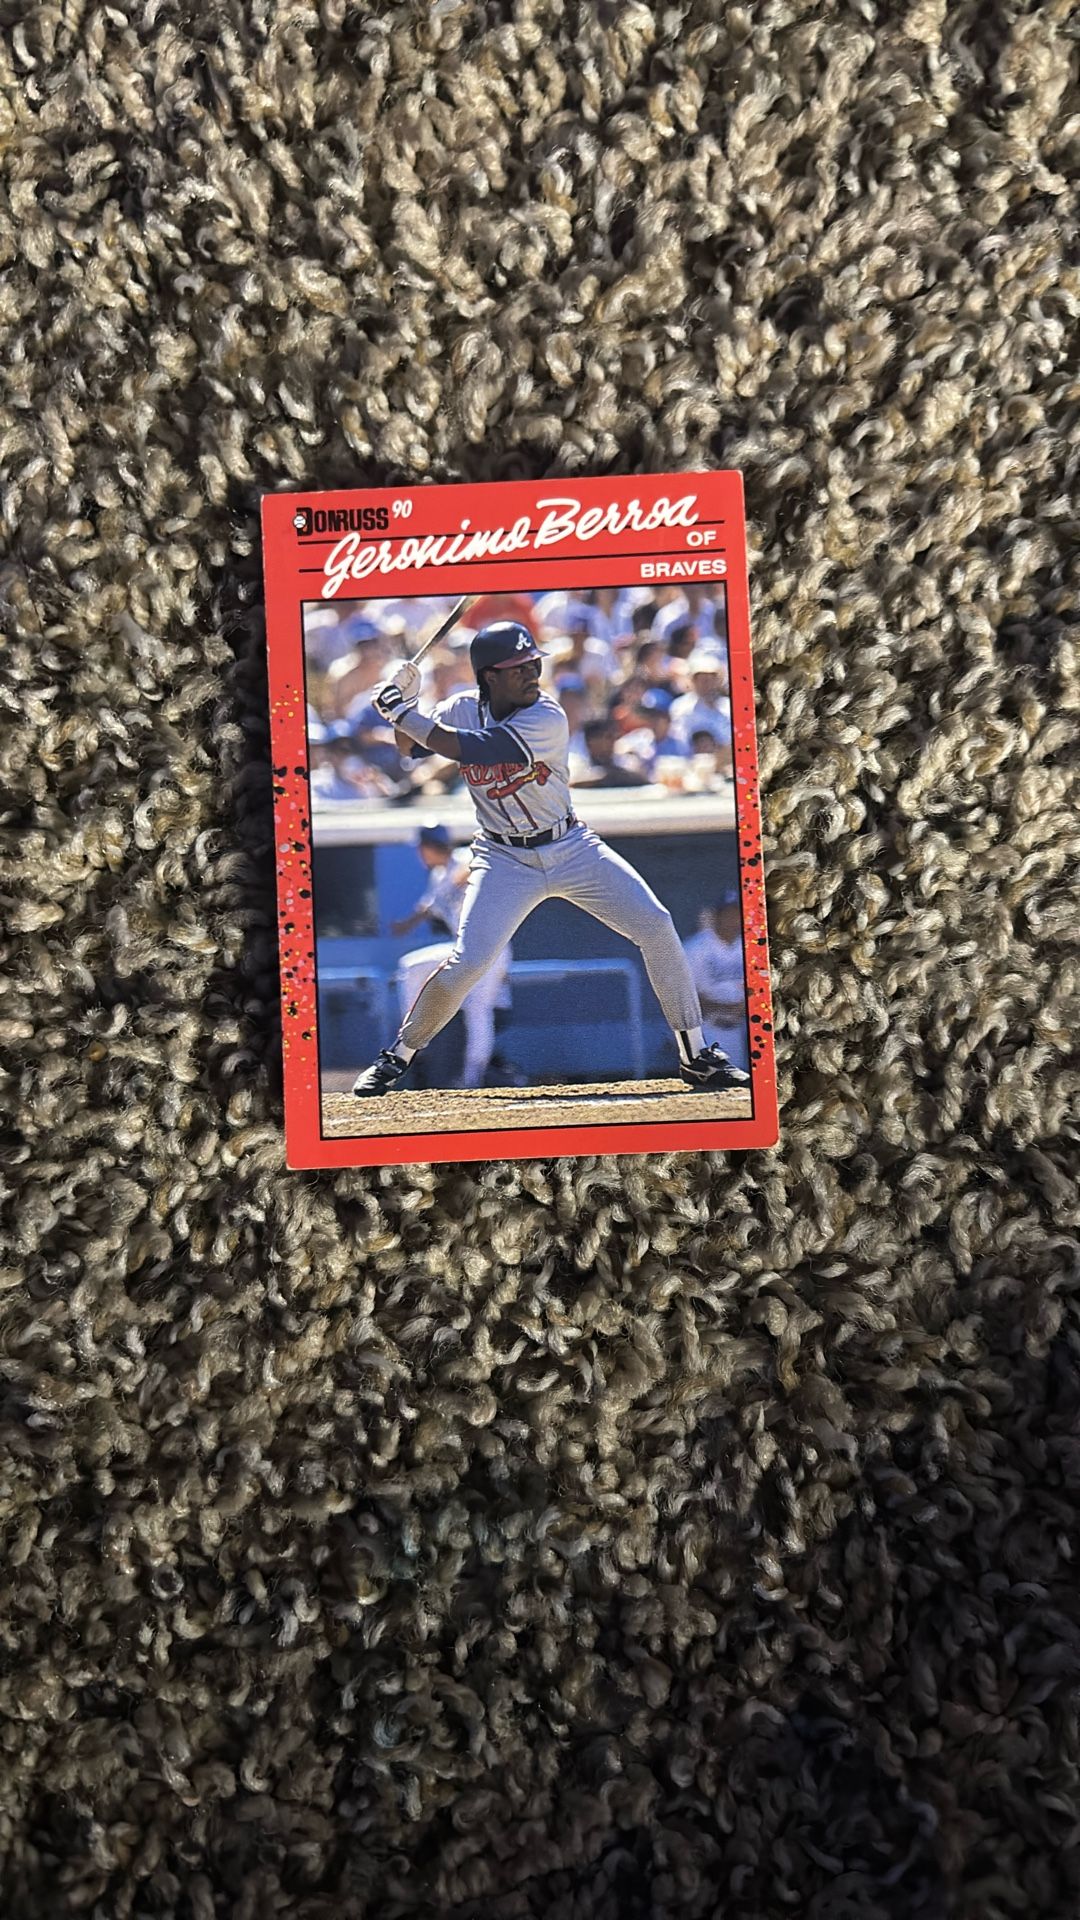 DONRUSS 90
Geronimo Berroa
OF
BRAVES
A